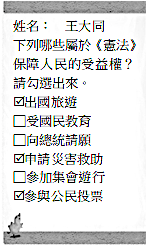 姓名：　王大同
下列哪些屬於《憲法》
保障人民的受益權？
請勾選出來。
☑出國旅遊
□受國民教育
□向總統請願
☑申請災害救助
□參加集會遊行
☑參與公民投票